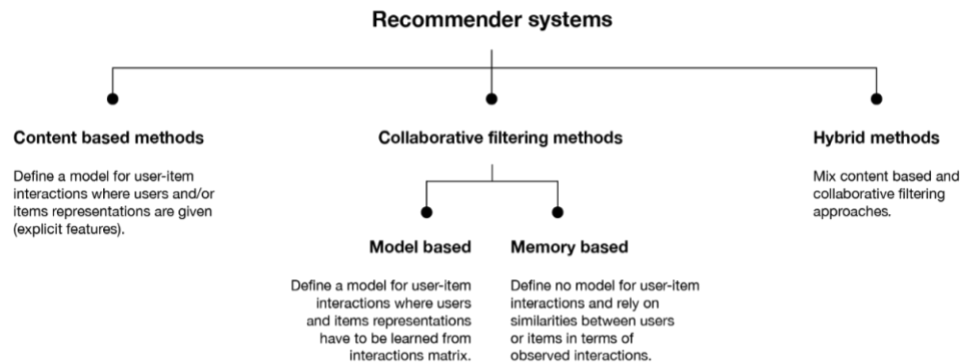 Recommender systems
Content based methods
Define a model for user-item
interactions where users and/or
items representations are given
(explicit features).
Collaborative filtering methods
Model based
Define a model for user-item
interactions where users
and items representations
have to be learned from
interactions matrix.
Memory based
Define no model for user-item
interactions and rely on
similarities between users
or items in terms of
observed interactions.
Hybrid methods
Mix content based and
collaborative filtering
approaches.